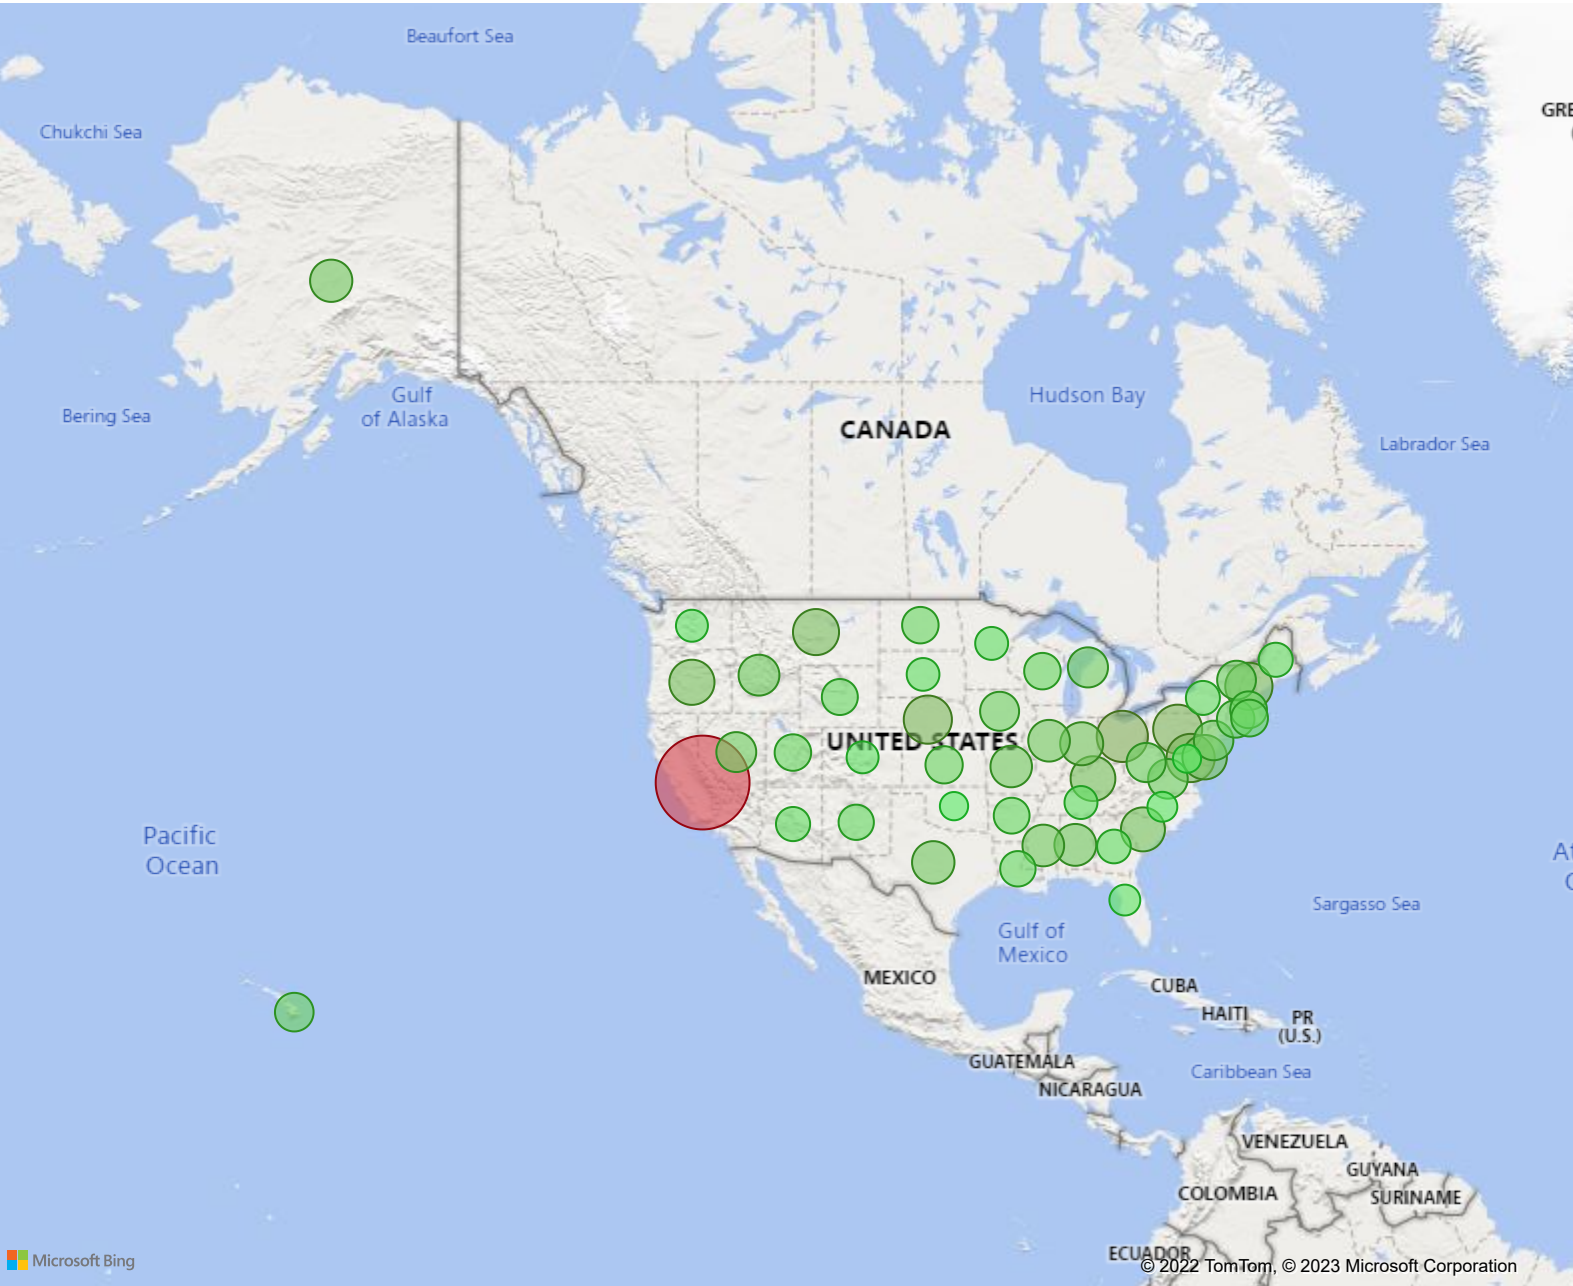 Beaufort Sea
Chukchi Sea
GRE
Gulf
of Alaska
Bering Sea
Hudson Bay
CANADA
Labrador Sea
UNITED STATES
Pacific
Ocean
At
Sargasso Sea
Gulf of
Mexico
MEXICO
CUBA
HAITI
PR
(U.S.)
GUATEMALA
Caribbean Sea
NICARAGUA
VENEZUELA
GUYANA
COLOMBIA
SURINAME
ECUADOR
Microsoft Bing
© 2022 TomTom, © 2023 Microsoft Corporation